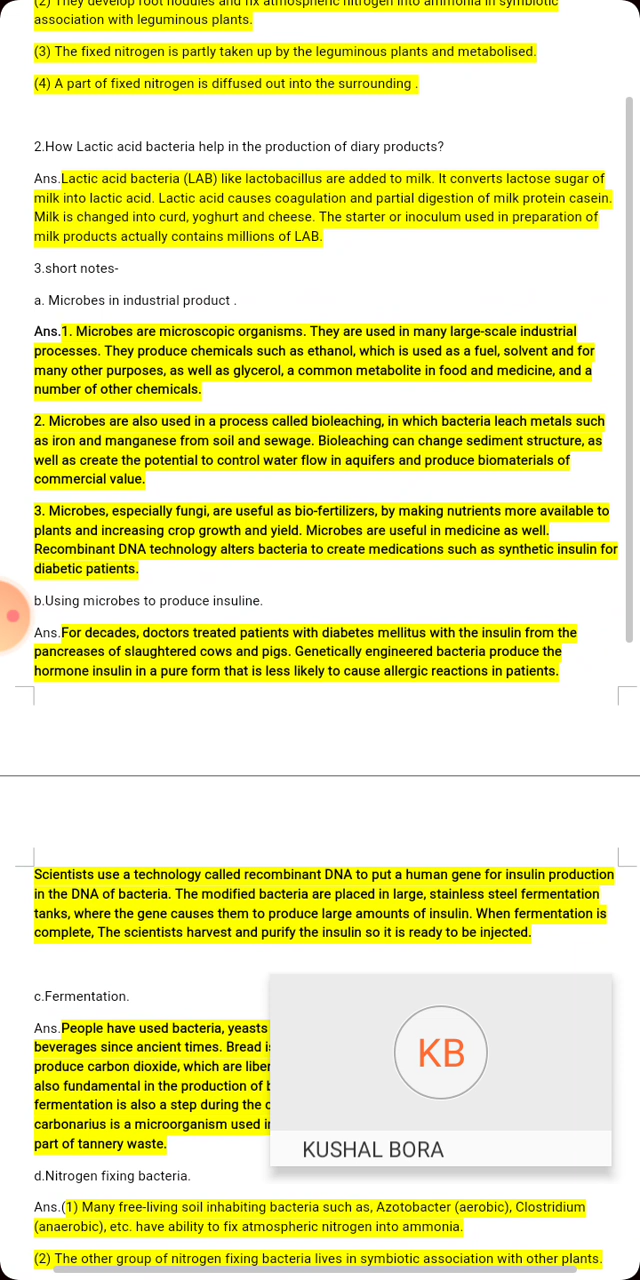 (2) They develop root nodules and fix atmospheric nitrogen into ammonia in symbiotic
association with leguminous plants.
(3) The fixed nitrogen is partly taken up by the leguminous plants and metabolised.
(4) A part of fixed nitrogen is diffused out into the surrounding .
2.How Lactic acid bacteria help in the production of diary products?
Ans.Lactic acid bacteria (LAB) like lactobacillus are added to milk. It converts lactose sugar of
milk into lactic acid. Lactic acid causes coagulation and partial digestion of milk protein casein.
Milk is changed into curd, yoghurt and cheese. The starter or inoculum used in preparation of
milk products actually contains millions of LAB.
3.short notes-
a. Microbes in industrial product .
Ans.1. Microbes are microscopic organisms. They are used in many large-scale industrial
processes. They produce chemicals such as ethanol, which is used as a fuel, solvent and for
many other purposes, as well as glycerol, a common metabolite in food and medicine, and a
number of other chemicals.
2. Microbes are also used in a process called bioleaching, in which bacteria leach metals such
as iron and manganese from soil and sewage. Bioleaching can change sediment structure, as
well as create the potential to control water flow in aquifers and produce biomaterials of
commercial value.
3. Microbes, especially fungi, are useful as bio-fertilizers, by making nutrients more available to
plants and increasing crop growth and yield. Microbes are useful in medicine as well.
Recombinant DNA technology alters bacteria to create medications such as synthetic insulin for
diabetic patients.
b.Using microbes to produce insuline.
Ans.For decades, doctors treated patients with diabetes mellitus with the insulin from the
pancreases of slaughtered cows and pigs. Genetically engineered bacteria produce the
hormone insulin in a pure form that is less likely to cause allergic reactions in patients.
Scientists use a technology called recombinant DNA to put a human gene for insulin production
in the DNA of bacteria. The modified bacteria are placed in large, stainless steel fermentation
tanks, where the gene causes them to produce large amounts of insulin. When fermentation is
complete, The scientists harvest and purify the insulin so it is ready to be injected.
c.Fermentation.
Ans.People have used bacteria, yeasts
beverages since ancient times. Bread
produce carbon dioxide, which are
also fundamental in the production of
fermentation is also a step during the
carbonarius is a microorganism used
part of tannery waste.
KB
KUSHAL BORA
d.Nitrogen fixing bacteria.
Ans.(1) Many free-living soil inhabiting bacteria such as, Azotobacter (aerobic), Clostridium
(anaerobic), etc. have ability to fix atmospheric nitrogen into ammonia.
(2) The other group of nitrogen fixing bacteria lives in symbiotic association with other plants.